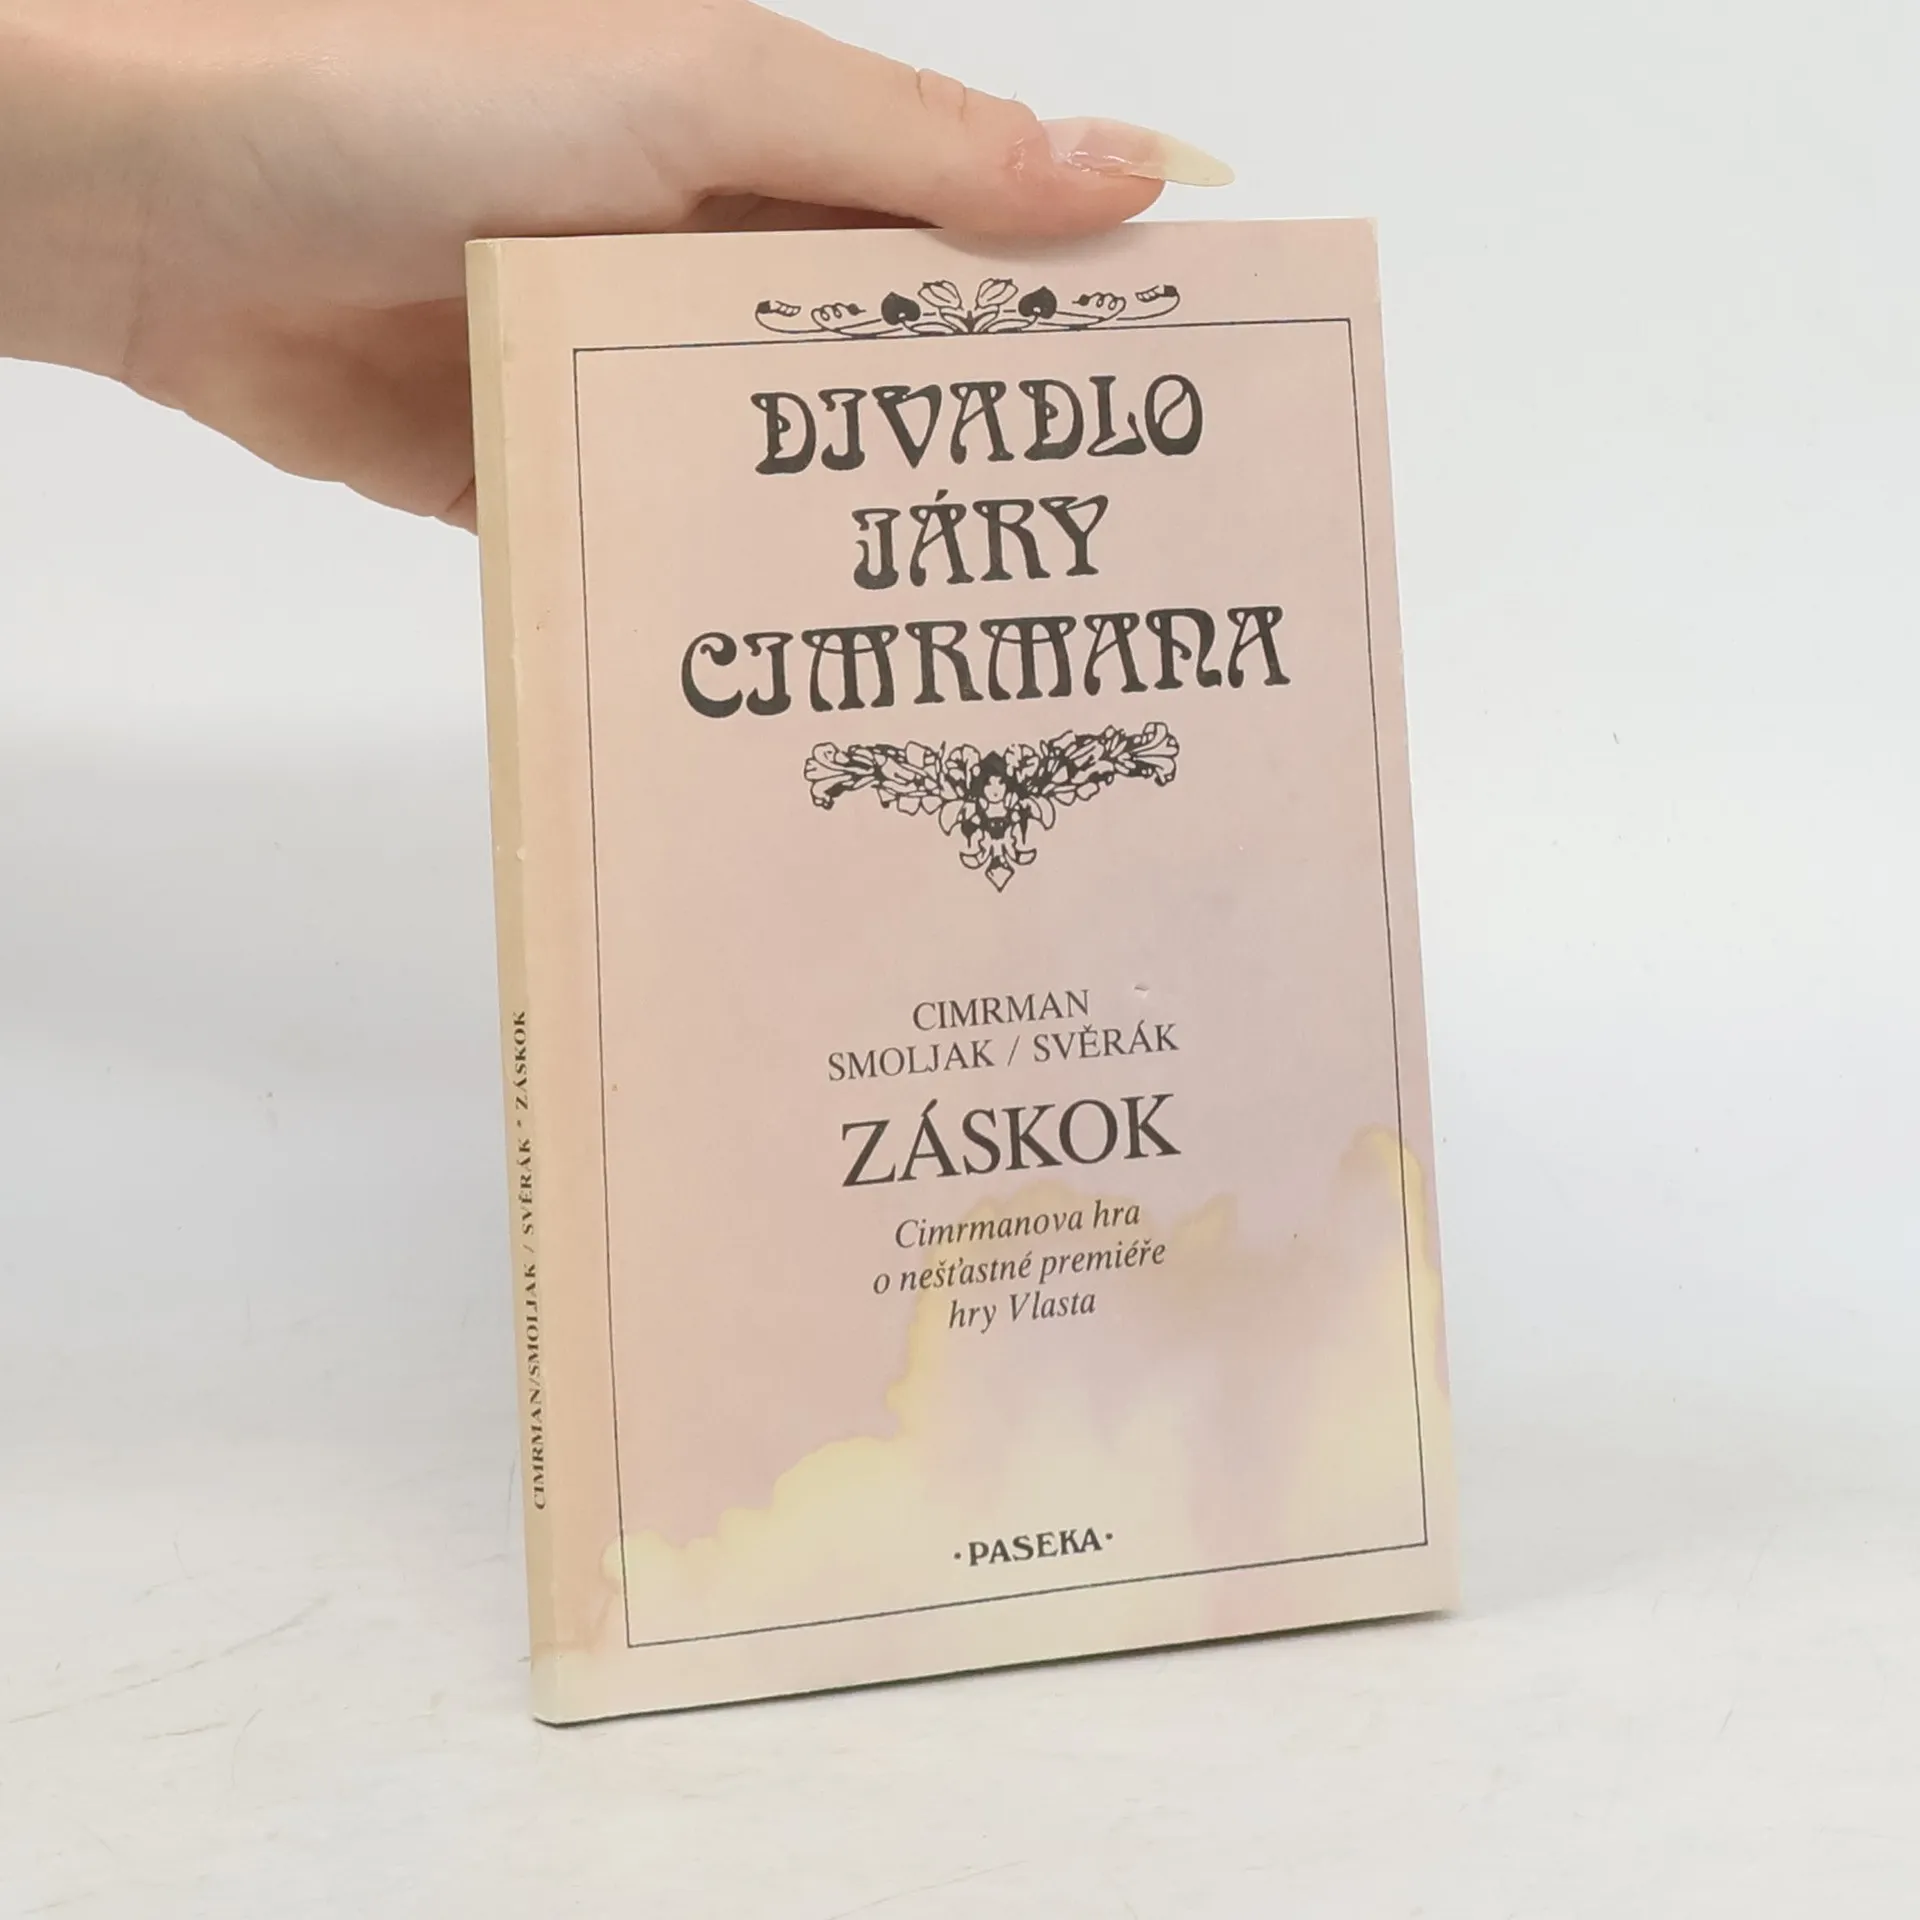 DIVADLO
JÁRY
CIMRMANA
CIMRMAN
SMOLJAK / SVĚRÁK
ZÁSKOK
Cimrmanova hra
o nešťastné premiéře
hry Vlasta
·PASEKA·
CIMRMAN/SMOLJAK / SVĚRÁK * ZÁSKOK